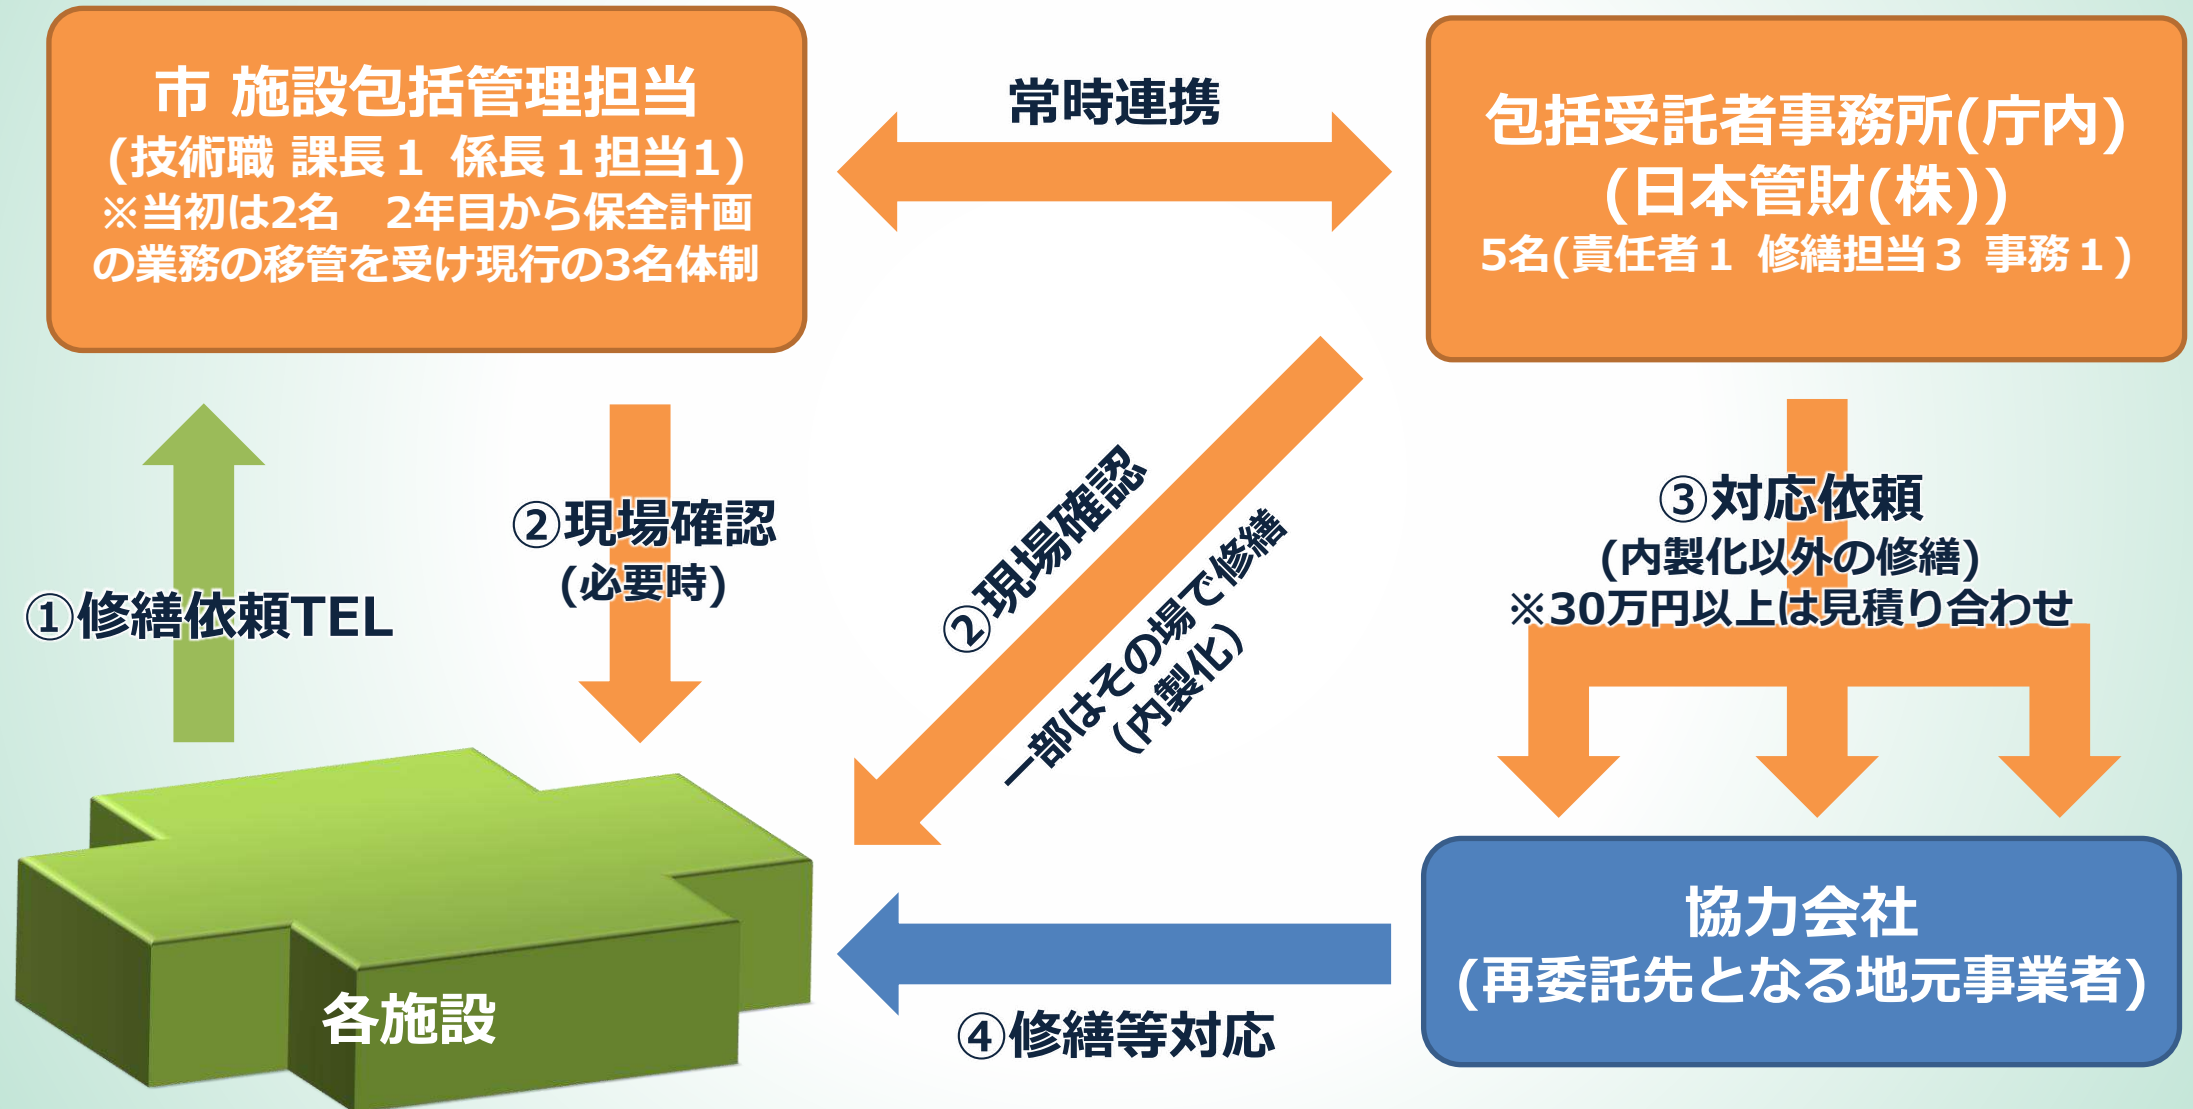 市 施設包括管理担当
(技術職 課長１ 係長１担当1)
※当初は2名　2年目から保全計画
の業務の移管を受け現行の3名体制
常時連携
包括受託者事務所(庁内)
(日本管財(株))
5名(責任者１ 修繕担当３ 事務１)
①修繕依頼TEL
②現場確認
(必要時)
②現場確認
一部はその場で修繕
(内製化)
③対応依頼
(内製化以外の修繕)
※30万円以上は見積り合わせ
各施設
④修繕等対応
協力会社
(再委託先となる地元事業者)